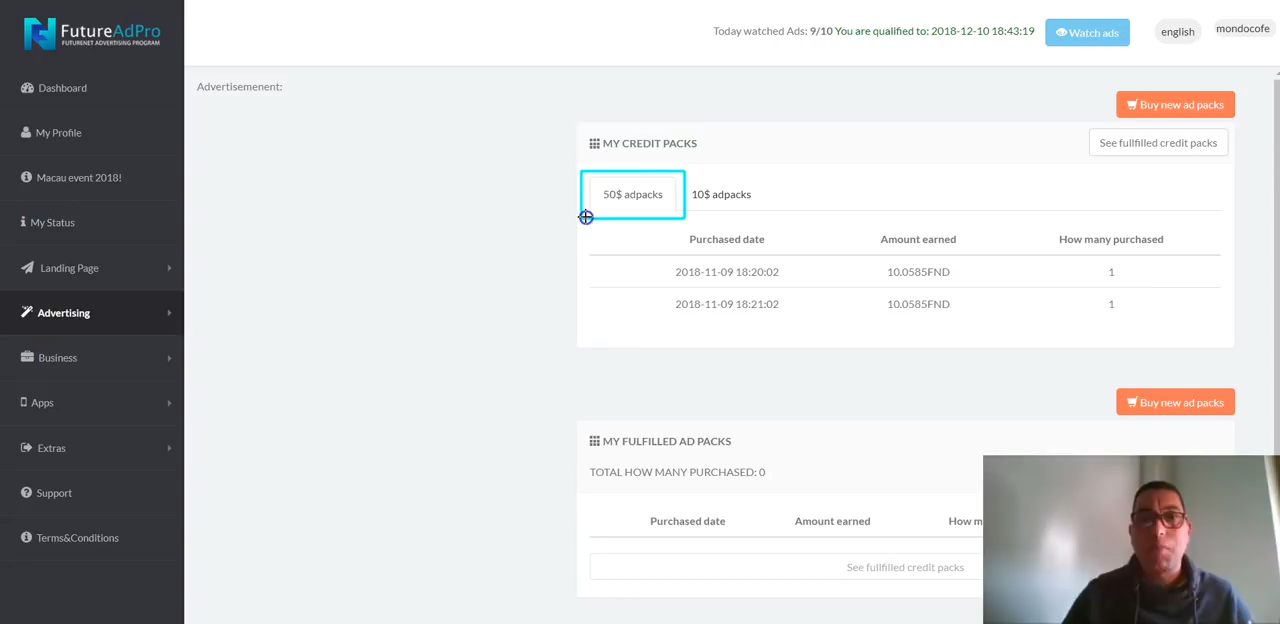 FutureAdPro
FUTURENET ADVERTISING PROGRAM
Today watched Ads: 9/10 You are qualified to: 2018-12-10 18:43:19
Watch ads
english
mondocofe
Dashboard
My Profile
Macau event 2018!
My Status
Landing Page
Advertising
Business
Apps
Extras
Support
Terms&Conditions
Advertisemenent:
Buy new ad packs
MY CREDIT PACKS
See fullfilled credit packs
50$ adpacks
10$ adpacks
Purchased date Amount earned How many purchased
2018-11-09 18:20:02 10.0585FND 1
2018-11-09 18:21:02 10.0585FND 1
Buy new ad packs
MY FULFILLED AD PACKS
TOTAL HOW MANY PURCHASED: 0
Purchased date Amount earned How m
See fullfilled credit packs